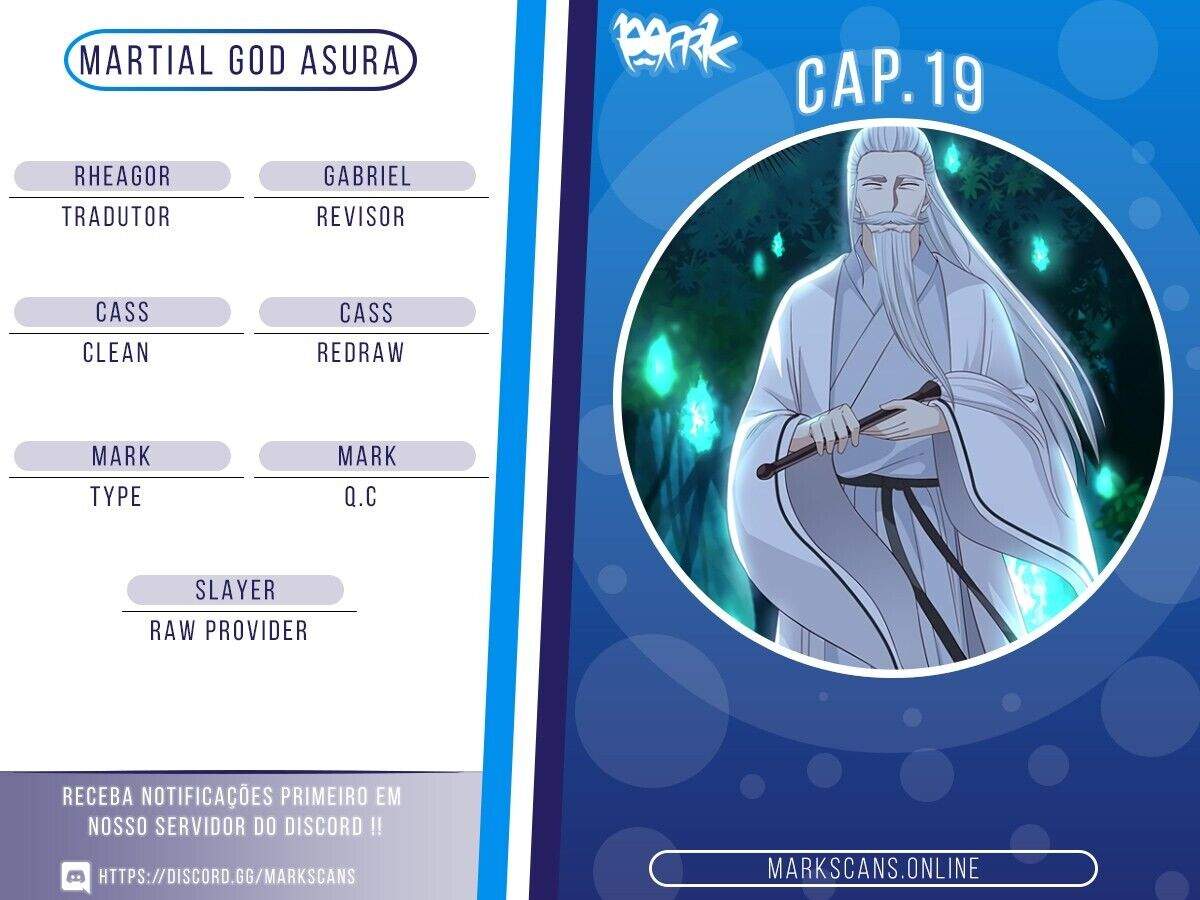 MARTIAL GOD ASURA
RHEAGOR
TRADUTOR
GABRIEL
REVISOR
CASS
CLEAN
CASS
REDRAW
MARK
TYPE
MARK
Q.C
SLAYER
RAW PROVIDER
RECEBA NOTIFICAÇÕES PRIMEIRO EM
NOSSO SERVIDOR DO DISCORD !!
HTTPS://DISCORD.GG/MARKSCANS
MARK
CAP.19
MARKSCANS.ONLINE